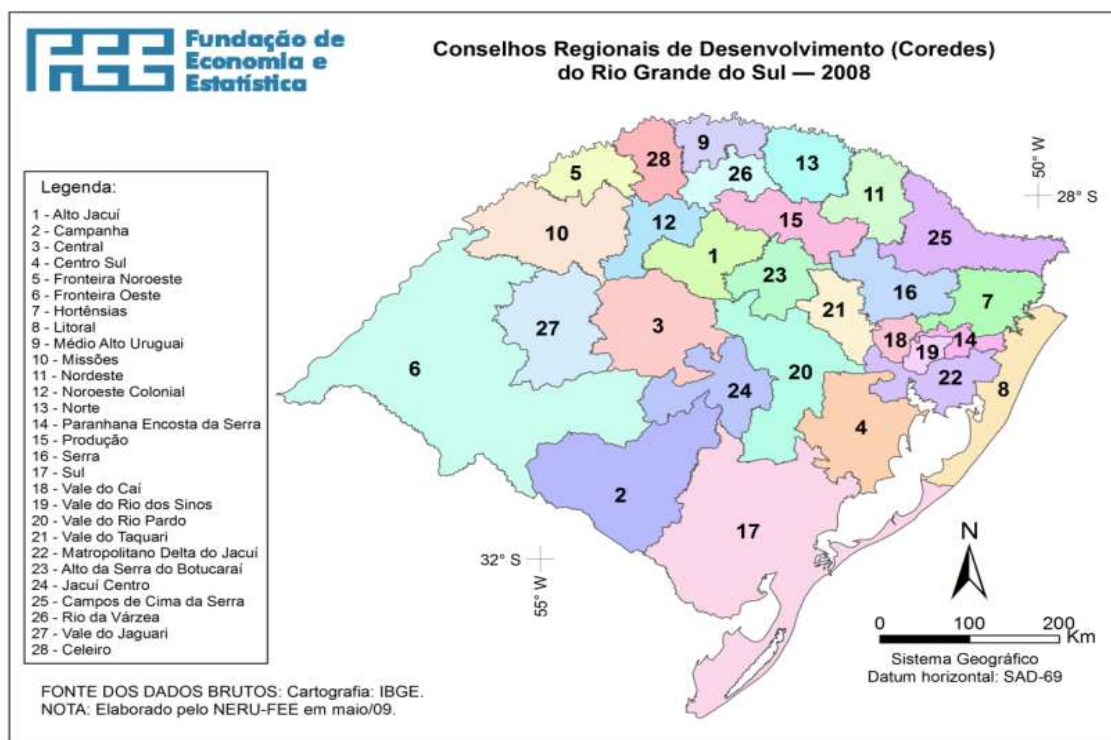 Fundação de
Economia e
Estatística
Conselhos Regionais de Desenvolvimento (Coredes)
do Rio Grande do Sul — 2008
Legenda:
1 - Alto Jacuí
2 - Campanha
3 - Central
4 - Centro Sul
5 - Fronteira Noroeste
6 - Fronteira Oeste
7 - Hortênsias
8 - Litoral
9 - Médio Alto Uruguai
10 - Missões
11 - Nordeste
12 - Noroeste Colonial
13 - Norte
14 - Paranhana Encosta da Serra
15 - Produção
16 - Serra
17 - Sul
18 - Vale do Caí
19 - Vale do Rio dos Sinos
20 - Vale do Rio Pardo
21 - Vale do Taquari
22 - Matropolitano Delta do Jacuí
23 - Alto da Serra do Botucaraí
24 - Jacuí Centro
25 - Campos de Cima da Serra
26 - Rio da Várzea
27 - Vale do Jaguari
28 - Celeiro
50° W
28° S
9
28
13
5
26
11
15
12
10
25
1
23
16
7
21
27
3
18
14
19
6
20
22
8
24
4
2
17
32° S
55° W
N
0 100 200
Km
Sistema Geográfico
Datum horizontal: SAD-69
FONTE DOS DADOS BRUTOS: Cartografia: IBGE.
NOTA: Elaborado pelo NERU-FEE em maio/09.